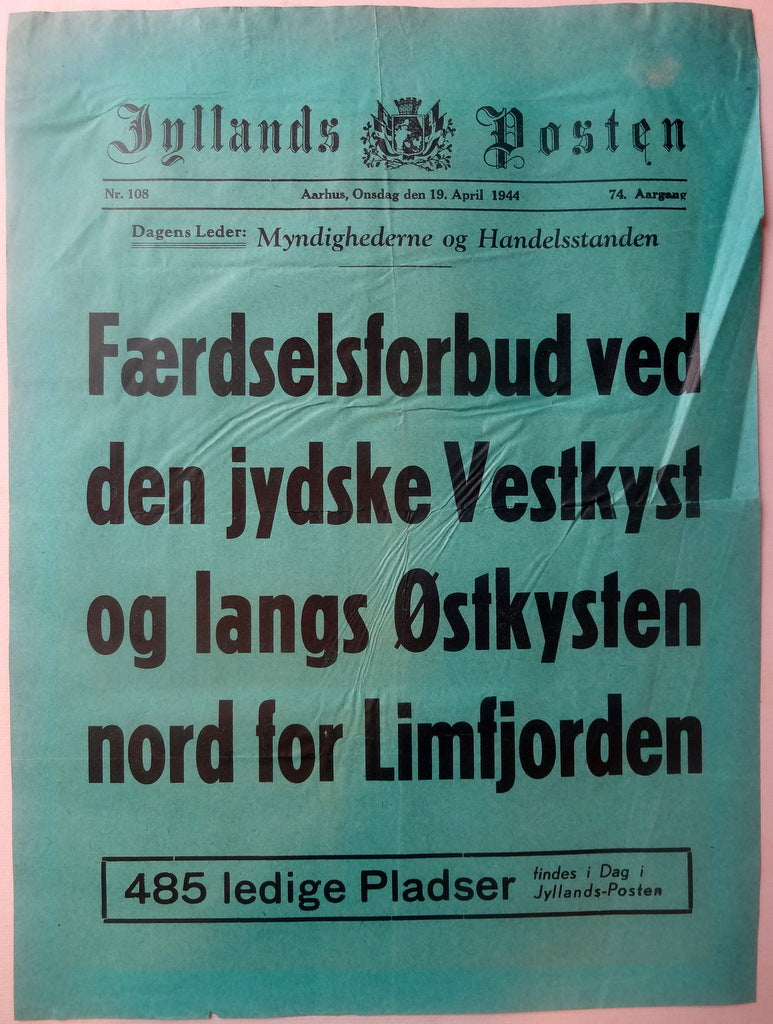 Jyllands Posten
Nr. 108 Aarhus, Onsdag den 19. April 1944 74. Aargang
Dagens Leder: Myndighederne og Handelsstanden
Færdselsforbud ved
den jydske Vestkyst
og langs Østkysten
nord for Limfjorden
485 ledige Pladser findes i Dag i
Jyllands-Posten